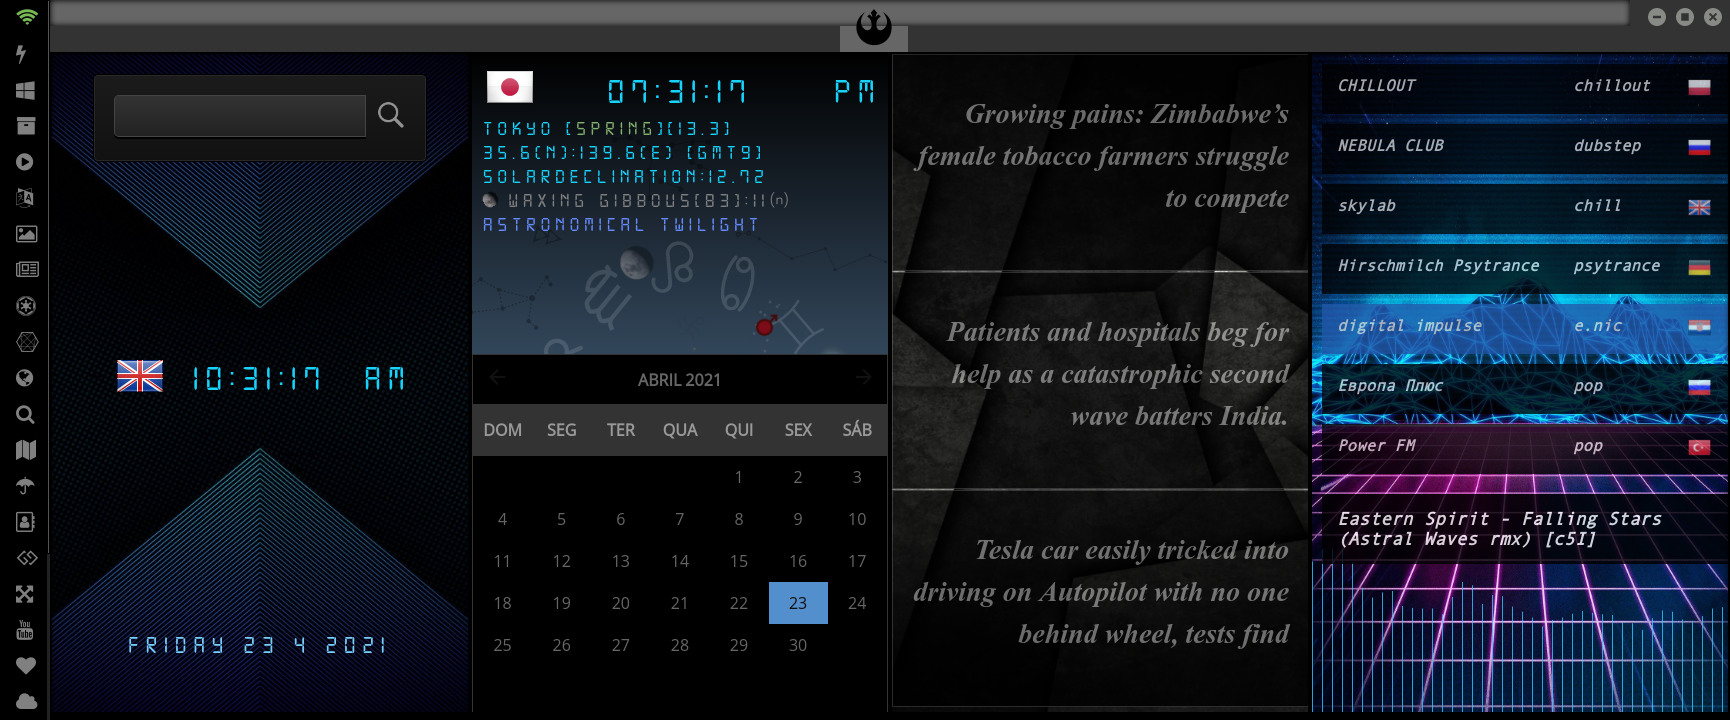 10:31:17 AM
FRIDAY 23 4 2021
07:31:17 PM
TOKYO [SPRING][13.3]
35.6(N):139.6(E) [GMT9]
SOLARDECLINATION:12.72
WAXING GIBBOUS[83]:11(n)
ASTRONOMICAL TWILIGHT
ABRIL 2021
DOM SEG TER QUA QUI SEX SÁB
1 2 3
4 5 6 7 8 9 10
11 12 13 14 15 16 17
18 19 20 21 22 23 24
25 26 27 28 29 30
Growing pains: Zimbabwe’s
female tobacco farmers struggle
to compete
Patients and hospitals beg for
help as a catastrophic second
wave batters India.
Tesla car easily tricked into
driving on Autopilot with no one
behind wheel, tests find
CHILLOUT chillout
NEBULA CLUB dubstep
skylab chill
Hirschmilch Psytrance psytrance
digital impulse e.nic
Европа Плюс pop
Power FM pop
Eastern Spirit - Falling Stars
(Astral Waves rmx) [c5I]
You
Tube